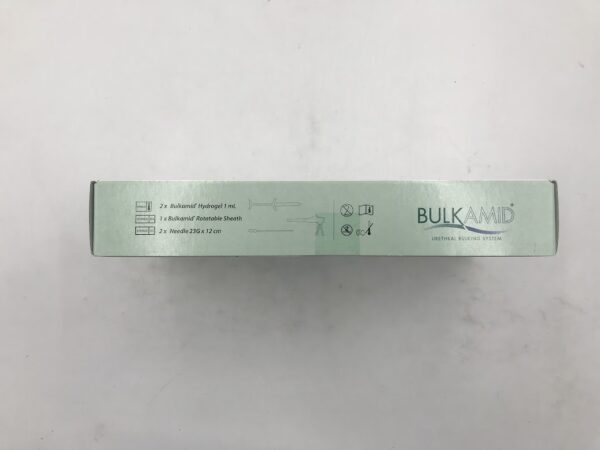 2 x Bulkamid® Hydrogel 1 mL
1 x Bulkamid® Rotatable Sheath
2 x Needle 23G x 12 cm
BULKAMID®
URETHRAL BULKING SYSTEM